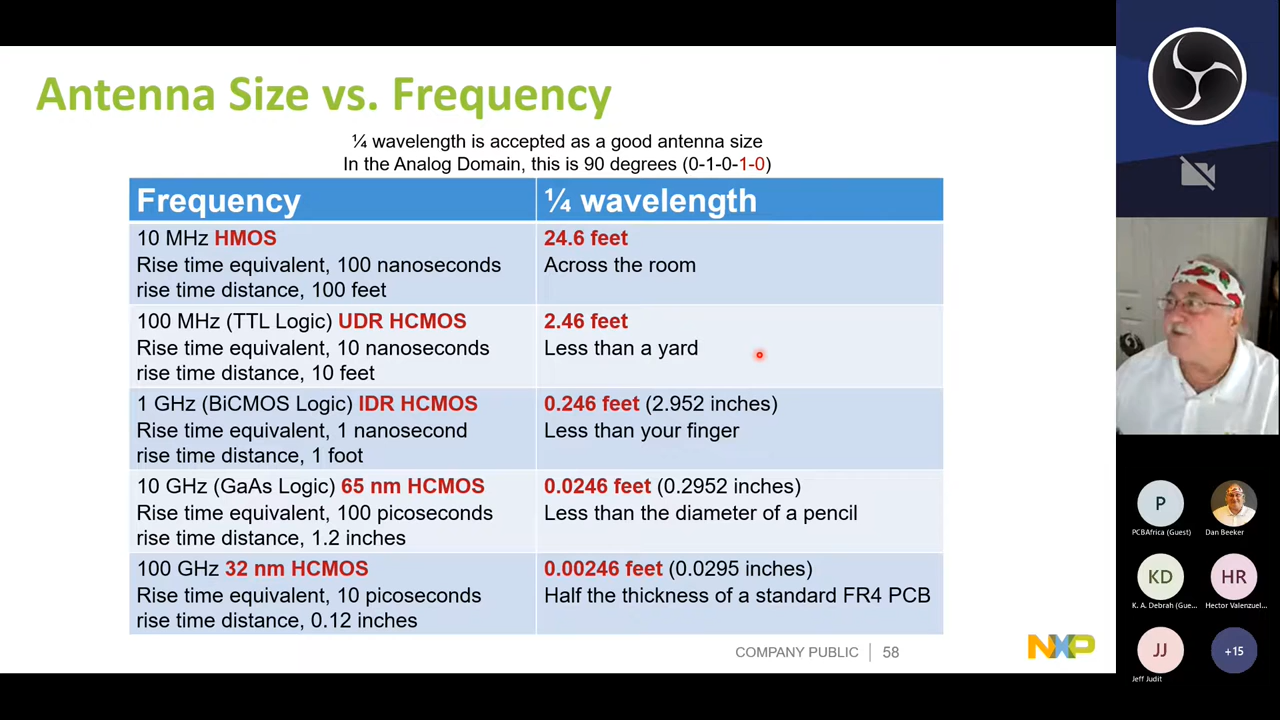 Antenna Size vs. Frequency
¼ wavelength is accepted as a good antenna size
In the Analog Domain, this is 90 degrees (0-1-0-1-0)
Frequency
¼ wavelength
10 MHz HMOS
Rise time equivalent, 100 nanoseconds
rise time distance, 100 feet
24.6 feet
Across the room
100 MHz (TTL Logic) UDR HCMOS
Rise time equivalent, 10 nanoseconds
rise time distance, 10 feet
2.46 feet
Less than a yard
1 GHz (BiCMOS Logic) IDR HCMOS
Rise time equivalent, 1 nanosecond
rise time distance, 1 foot
0.246 feet (2.952 inches)
Less than your finger
10 GHz (GaAs Logic) 65 nm HCMOS
Rise time equivalent, 100 picoseconds
rise time distance, 1.2 inches
0.0246 feet (0.2952 inches)
Less than the diameter of a pencil
100 GHz 32 nm HCMOS
Rise time equivalent, 10 picoseconds
rise time distance, 0.12 inches
0.00246 feet (0.0295 inches)
Half the thickness of a standard FR4 PCB
COMPANY PUBLIC
58
NXP
P
PCBAfrica (Guest)
Dan Beeker
KD
K. A. Debrah (Gue...
HR
Hector Valenzuel...
JJ
Jeff Judit
+15